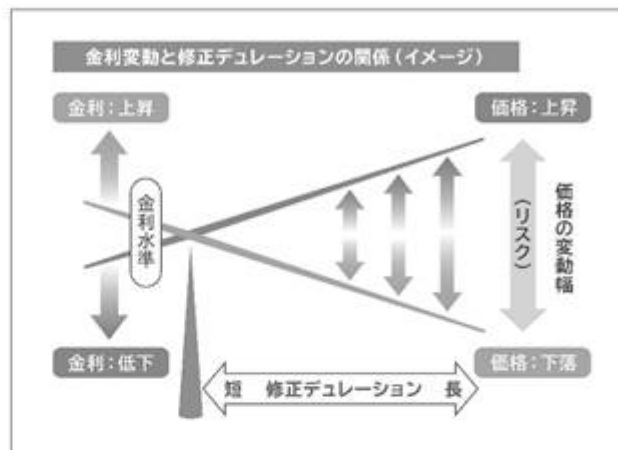 金利変動と修正デュレーションの関係(イメージ)
金利:上昇
価格:上昇
金利水準
価格の変動幅
(リスク)
金利:低下
短 修正デュレーション 長
価格:下落